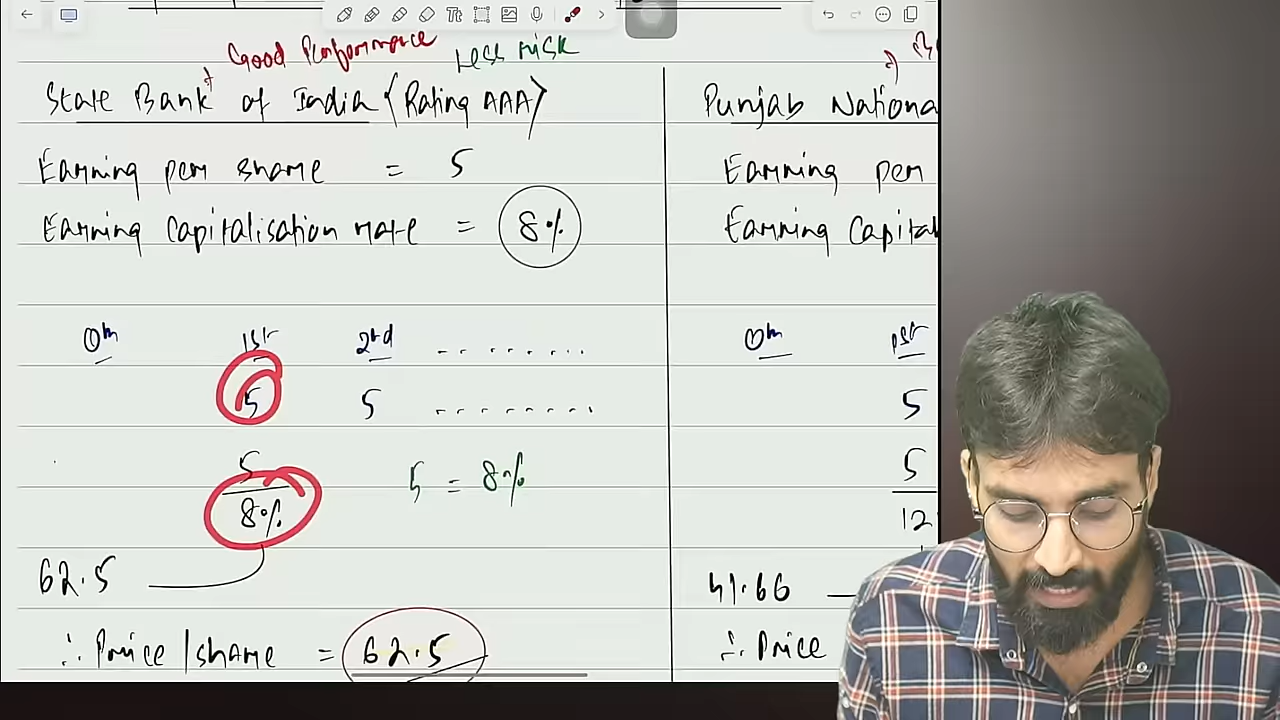 Good Performance Less risk
State Bank of India {Rating AAA}
Earning per share = 5
Earning Capitalisation rate = 8%
0th 1st 2nd ........
5 5 ........
5
8%
5 = 8%
62.5
∴ Price / share = 62.5
Punjab Nationa
Earning per
Earning Capital
0th 1st
5
5
12
41.66
∴ Price
Tt